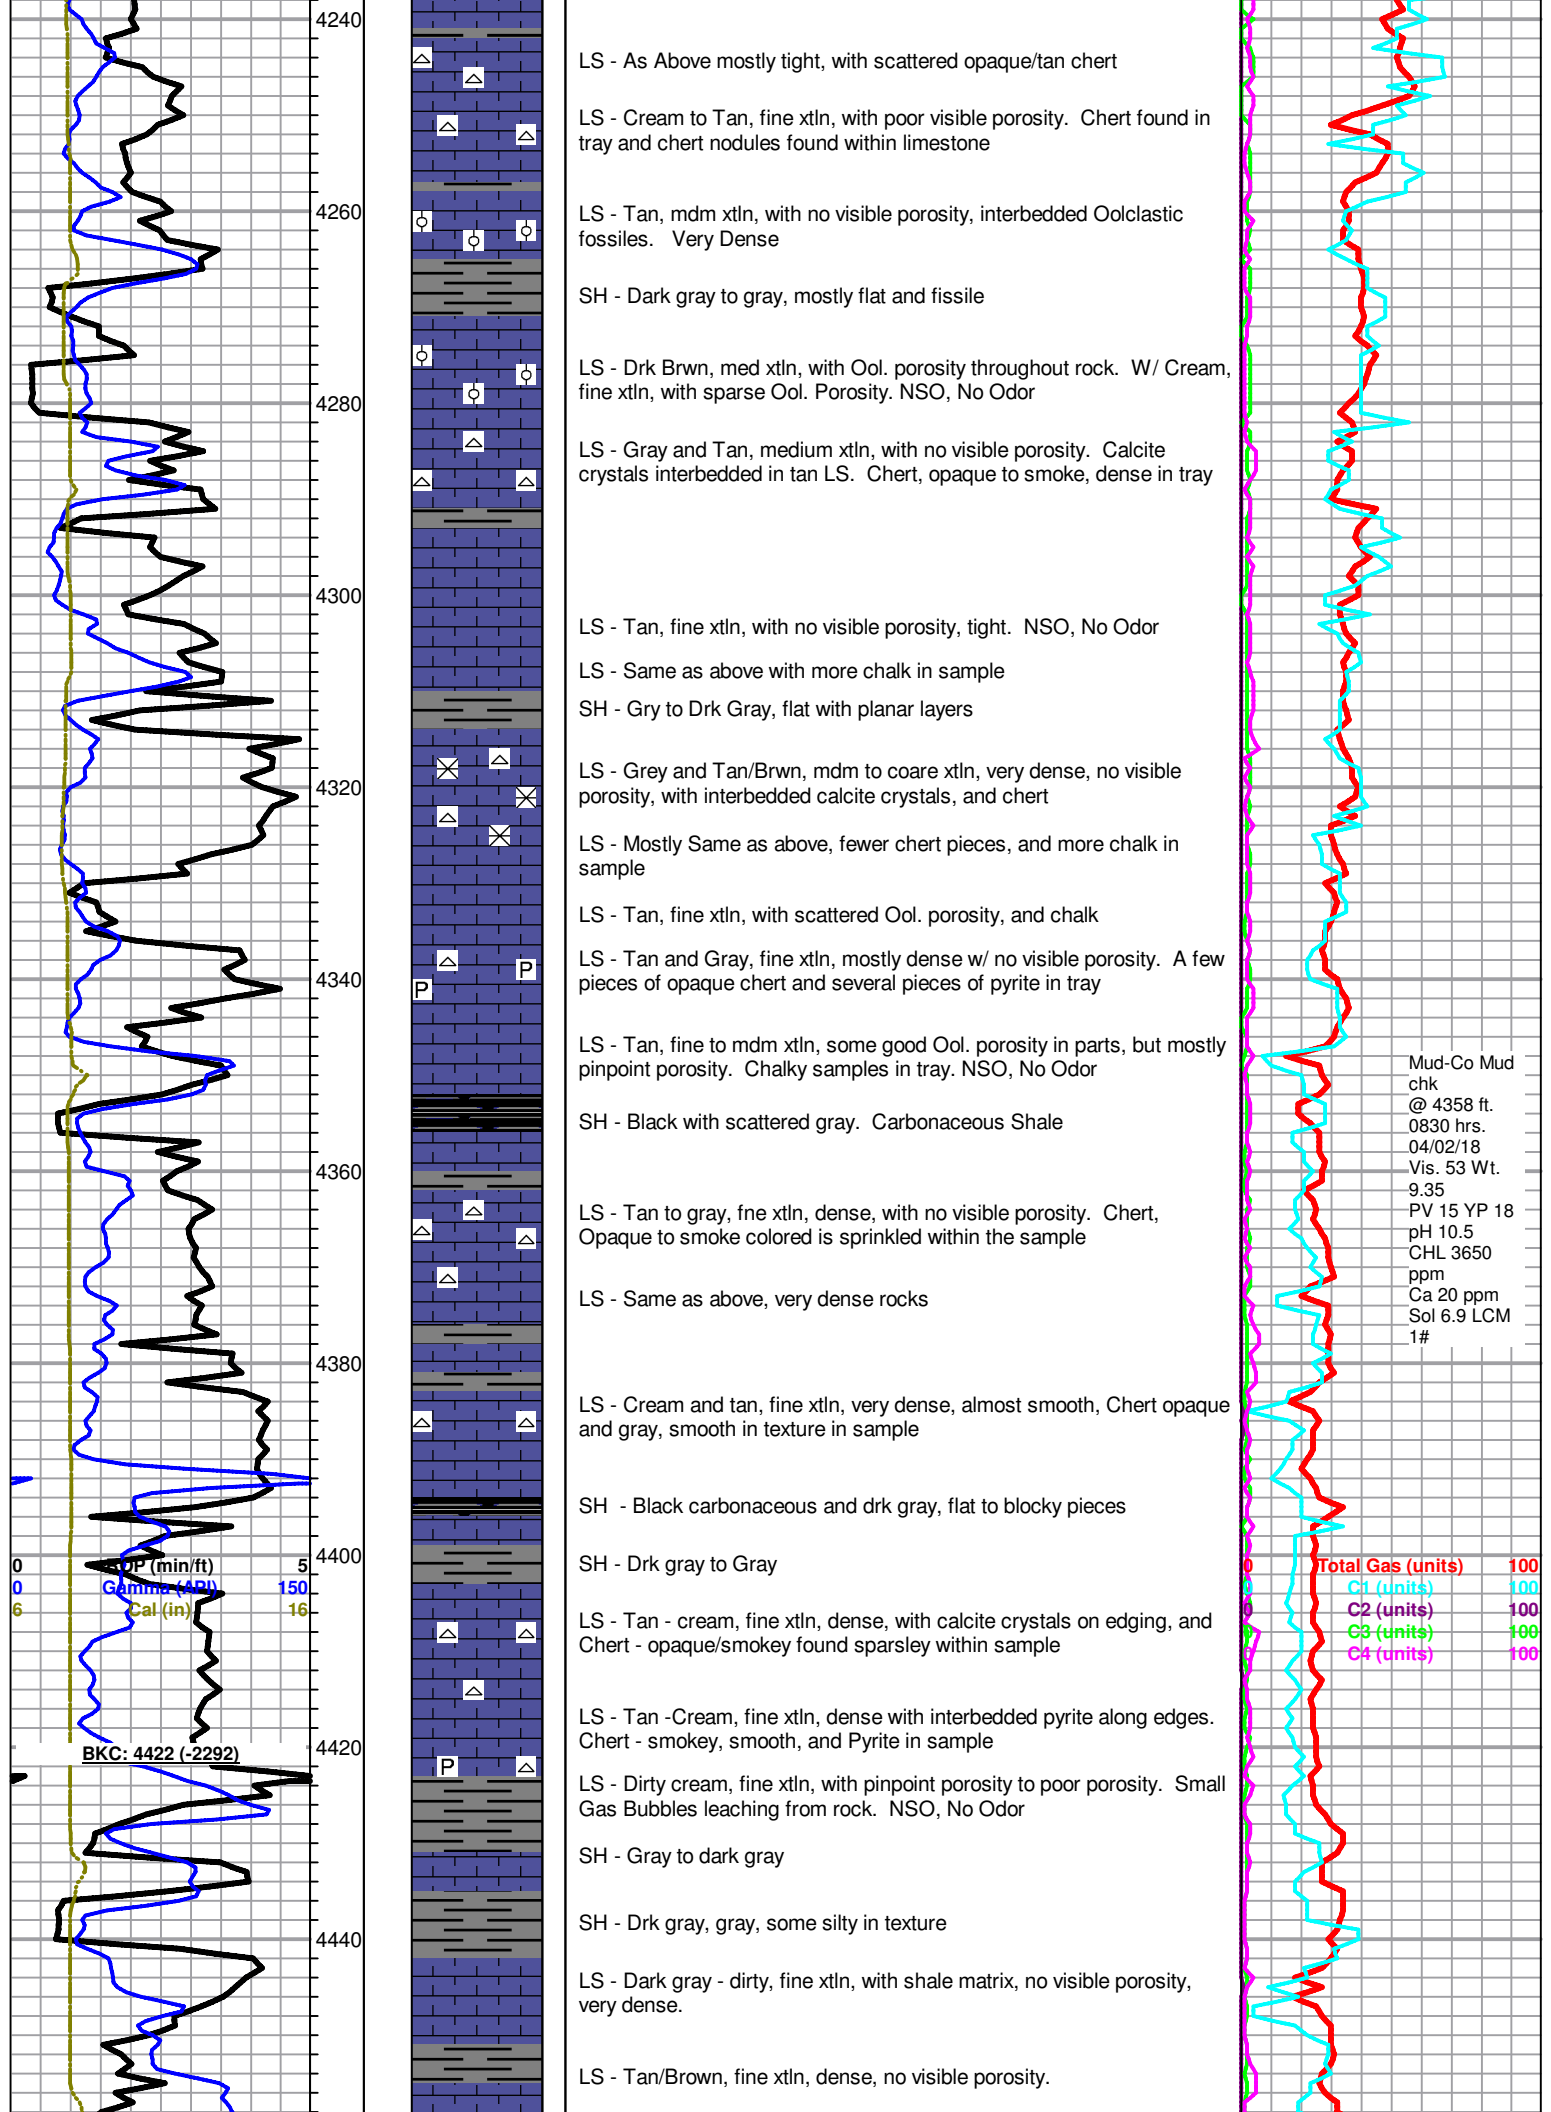 4240
LS - As Above mostly tight, with scattered opaque/tan chert
LS - Cream to Tan, fine xtln, with poor visible porosity.  Chert found in
tray and chert nodules found within limestone
4260
LS - Tan, mdm xtln, with no visible porosity, interbedded Oolclastic
fossiles.   Very Dense
SH - Dark gray to gray, mostly flat and fissile
LS - Drk Brwn, med xtln, with Ool. porosity throughout rock.  W/ Cream,
fine xtln, with sparse Ool. Porosity. NSO, No Odor
4280
LS - Gray and Tan, medium xtln, with no visible porosity.  Calcite
crystals interbedded in tan LS.  Chert, opaque to smoke, dense in tray
4300
LS - Tan, fine xtln, with no visible porosity, tight.  NSO, No Odor
LS - Same as above with more chalk in sample
SH - Gry to Drk Gray, flat with planar layers
LS - Grey and Tan/Brwn, mdm to coare xtln, very dense, no visible
porosity, with interbedded calcite crystals, and chert
4320
LS - Mostly Same as above, fewer chert pieces, and more chalk in
sample
LS - Tan, fine xtln, with scattered Ool. porosity, and chalk
LS - Tan and Gray, fine xtln, mostly dense w/ no visible porosity.  A few
pieces of opaque chert and several pieces of pyrite in tray
P
4340
P
LS - Tan, fine to mdm xtln, some good Ool. porosity in parts, but mostly
pinpoint porosity.  Chalky samples in tray. NSO, No Odor
SH - Black with scattered gray.  Carbonaceous Shale
Mud-Co Mud
chk
@ 4358 ft.
0830 hrs.
04/02/18
Vis. 53 Wt.
9.35
PV 15 YP 18
pH 10.5
CHL 3650
ppm
Ca 20 ppm
Sol 6.9 LCM
1#
4360
LS - Tan to gray, fne xtln, dense, with no visible porosity.  Chert,
Opaque to smoke colored is sprinkled within the sample
LS - Same as above, very dense rocks
4380
LS - Cream and tan, fine xtln, very dense, almost smooth, Chert opaque
and gray, smooth in texture in sample
SH  - Black carbonaceous and drk gray, flat to blocky pieces
4400
SH - Drk gray to Gray
0 ROP (min/ft) 5
0 Gamma (API) 150
6 Cal (in) 16
0 Total Gas (units) 100
C1 (units) 100
C2 (units) 100
C3 (units) 100
C4 (units) 100
LS - Tan - cream, fine xtln, dense, with calcite crystals on edging, and
Chert - opaque/smokey found sparsley within sample
LS - Tan -Cream, fine xtln, dense with interbedded pyrite along edges.
Chert - smokey, smooth, and Pyrite in sample
4420
BKC: 4422 (-2292)
P
LS - Dirty cream, fine xtln, with pinpoint porosity to poor porosity.  Small
Gas Bubbles leaching from rock.  NSO, No Odor
SH - Gray to dark gray
SH - Drk gray, gray, some silty in texture
4440
LS - Dark gray - dirty, fine xtln, with shale matrix, no visible porosity,
very dense.
LS - Tan/Brown, fine xtln, dense, no visible porosity.